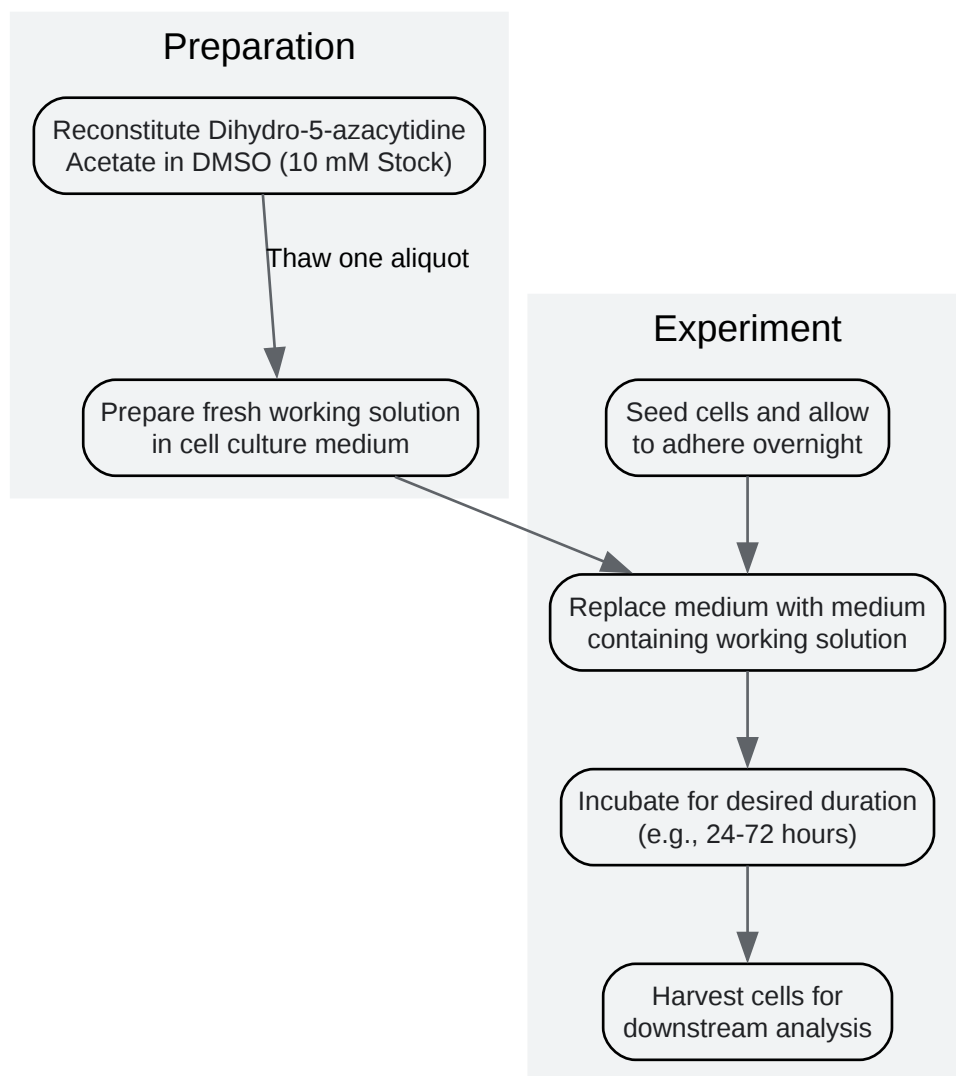 Preparation
Reconstitute Dihydro-5-azacytidine
Acetate in DMSO (10 mM Stock)
Thaw one aliquot
Prepare fresh working solution
in cell culture medium
Experiment
Seed cells and allow
to adhere overnight
Replace medium with medium
containing working solution
Incubate for desired duration
(e.g., 24-72 hours)
Harvest cells for
downstream analysis